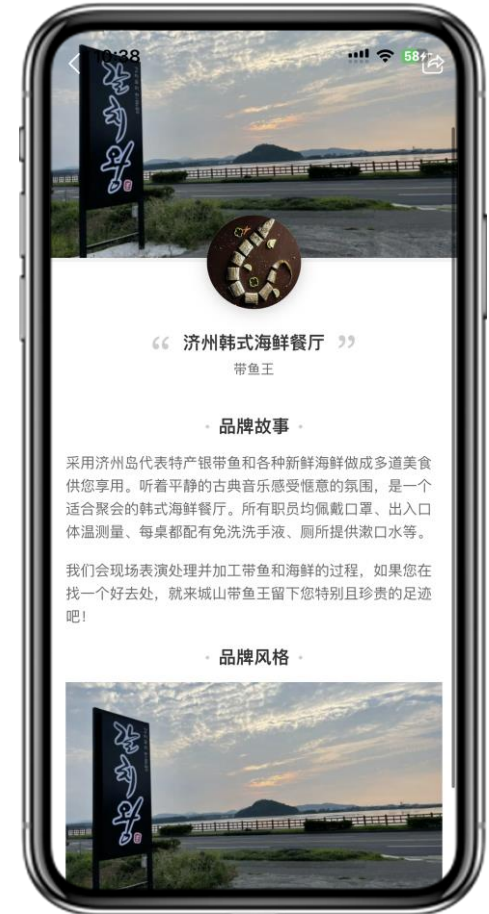 10:38
58
“ 济州韩式海鲜餐厅 ”
带鱼王
· 品牌故事 ·
采用济州岛代表特产银带鱼和各种新鲜海鲜做成多道美食
供您享用。听着平静的古典音乐感受惬意的氛围，是一个
适合聚会的韩式海鲜餐厅。所有职员均佩戴口罩、出入口
体温测量、每桌都配有免洗洗手液、厕所提供漱口水等。
我们会现场表演处理并加工带鱼和海鲜的过程，如果您在
找一个好去处，就来城山带鱼王留下您特别且珍贵的足迹
吧！
· 品牌风格 ·